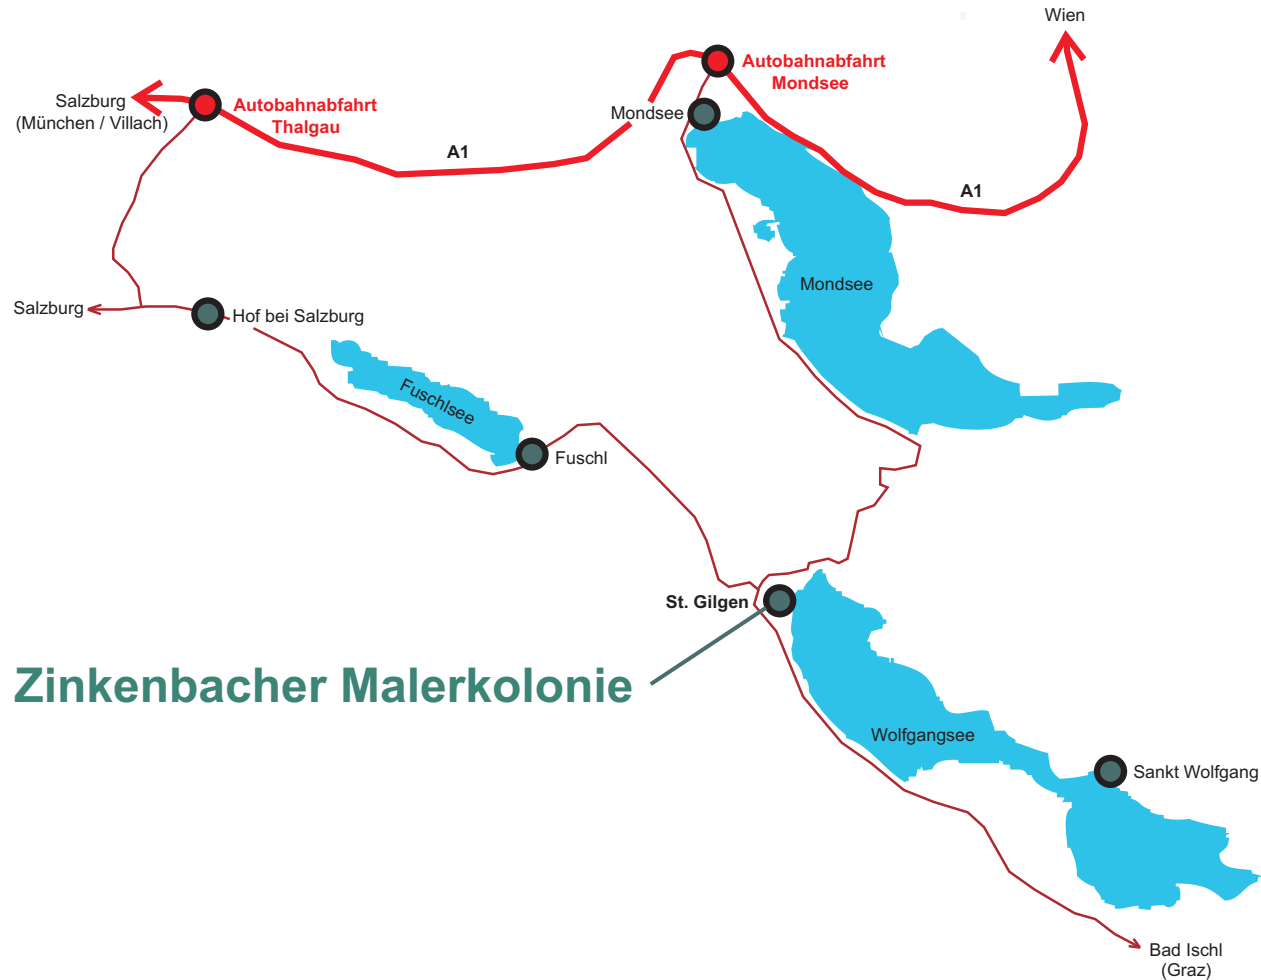 Wien
Autobahnabfahrt
Mondsee
Salzburg
(München / Villach)
Autobahnabfahrt
Thalgau
Mondsee
A1
A1
Mondsee
Salzburg
Hof bei Salzburg
Fuschlsee
Fuschl
St. Gilgen
Zinkenbacher Malerkolonie
Wolfgangsee
Sankt Wolfgang
Bad Ischl
(Graz)